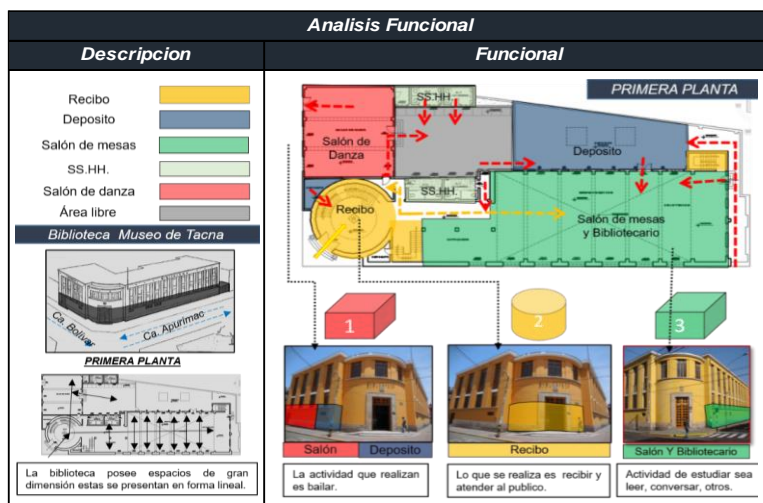 Analisis Funcional
Descripcion
Funcional
Recibo
Deposito
Salón de mesas
SS.HH.
Salón de danza
Área libre
Biblioteca Museo de Tacna
Ca. Bolívar
Ca. Apurimac
PRIMERA PLANTA
La biblioteca posee espacios de gran
dimensión estas se presentan en forma lineal.
PRIMERA PLANTA
SS.HH
Salón de
Danza
Deposito
SS.HH.
Recibo
Salón de mesas
y Bibliotecario
1
2
3
Salón
Deposito
Recibo
Salón Y Bibliotecario
La actividad que realizan
es bailar.
Lo que se realiza es recibir y
atender al publico.
Actividad de estudiar sea
leer, conversar, otros.